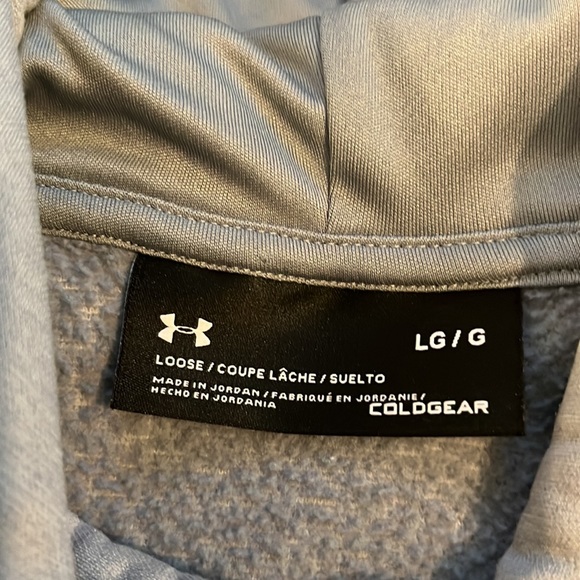 LG / G
LOOSE / COUPE LÂCHE / SUELTO
MADE IN JORDAN / FABRIQUÉ EN JORDANIE /
HECHO EN JORDANIA
COLDGEAR